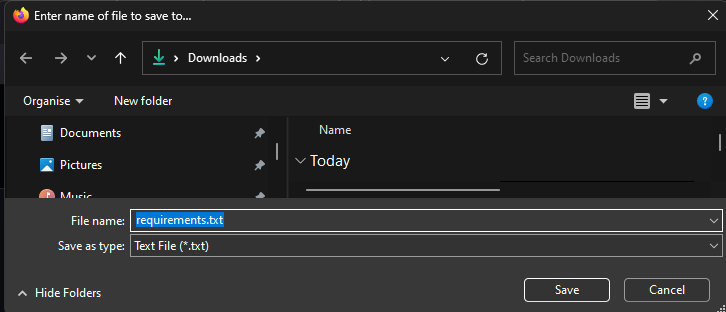 Enter name of file to save to...
Downloads
Search Downloads
Organise
New folder
Documents
Name
Pictures
Today
Music
File name: requirements.txt
Save as type: Text File (*.txt)
Hide Folders
Save
Cancel